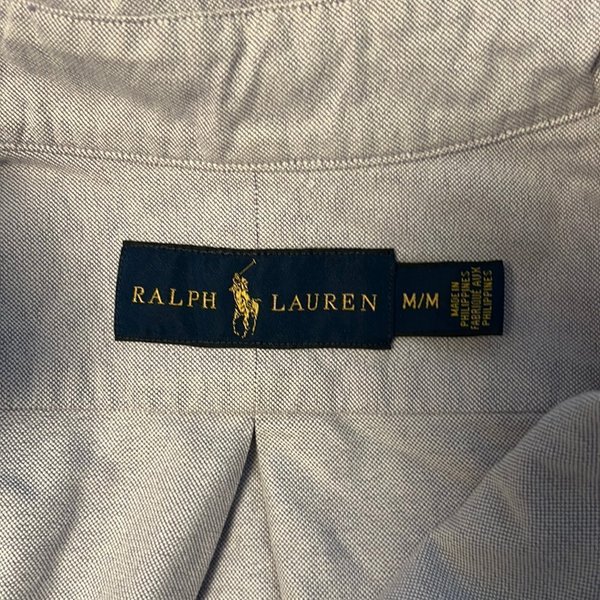 RALPH LAUREN
M/M
MADE IN
PHILIPPINES
FABRIQUÉ AUX
PHILIPPINES